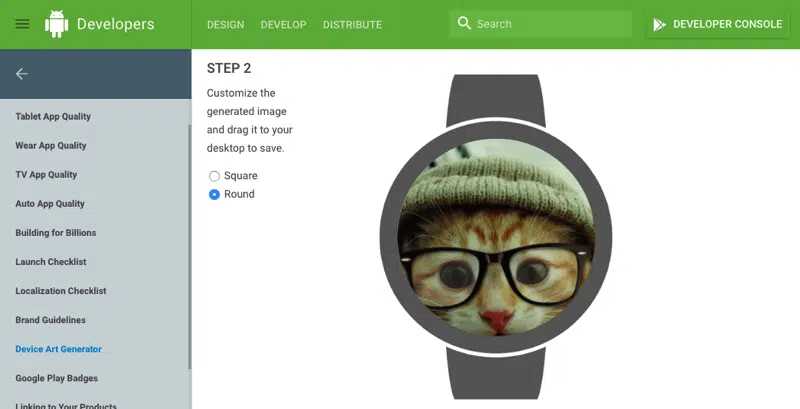 Developers
DESIGN DEVELOP DISTRIBUTE
Search
DEVELOPER CONSOLE
Tablet App Quality
Wear App Quality
TV App Quality
Auto App Quality
Building for Billions
Launch Checklist
Localization Checklist
Brand Guidelines
Device Art Generator
Google Play Badges
Linking to Your Products
STEP 2
Customize the
generated image
and drag it to your
desktop to save.
Square
Round